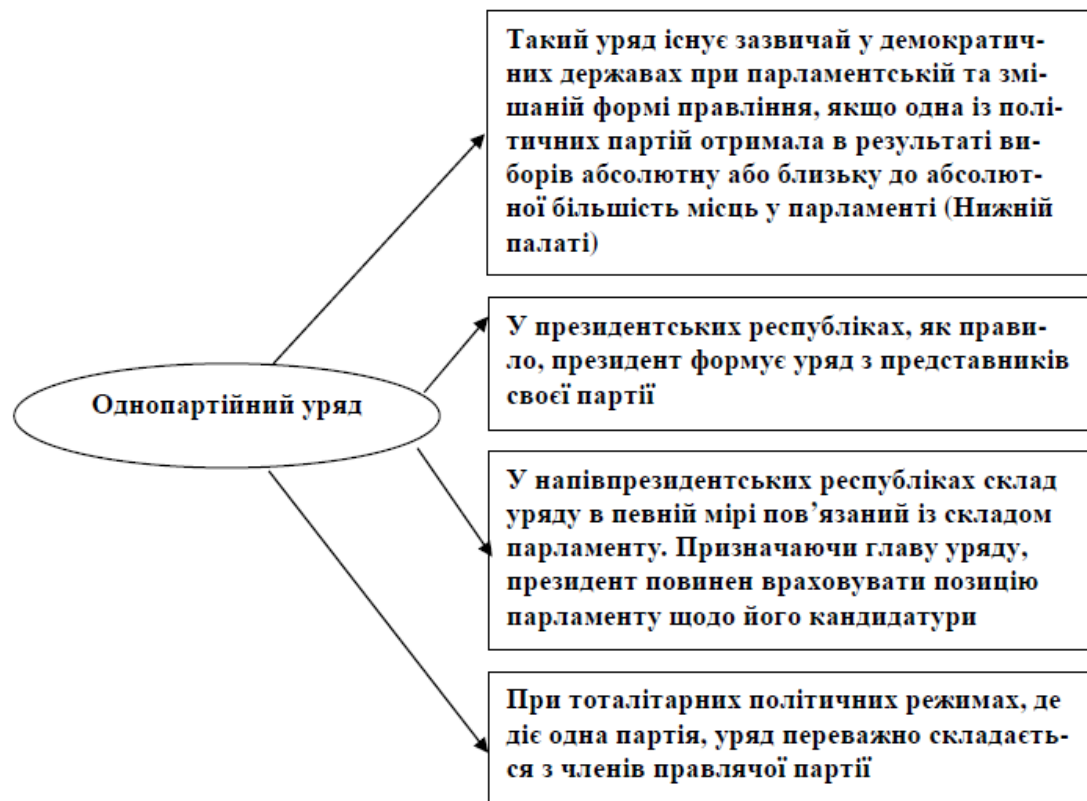 Такий уряд існує зазвичай у демократич-
них державах при парламентській та змі-
шаній формі правління, якщо одна із полі-
тичних партій отримала в результаті ви-
борів абсолютну або близьку до абсолют-
ної більшість місць у парламенті (Нижній
палаті)
Однопартійний уряд
У президентських республіках, як прави-
ло, президент формує уряд з представників
своєї партії
У напівпрезидентських республіках склад
уряду в певній мірі пов’язаний із складом
парламенту. Призначаючи главу уряду,
президент повинен враховувати позицію
парламенту щодо його кандидатури
При тоталітарних політичних режимах, де
діє одна партія, уряд переважно складаєть-
ся з членів правлячої партії